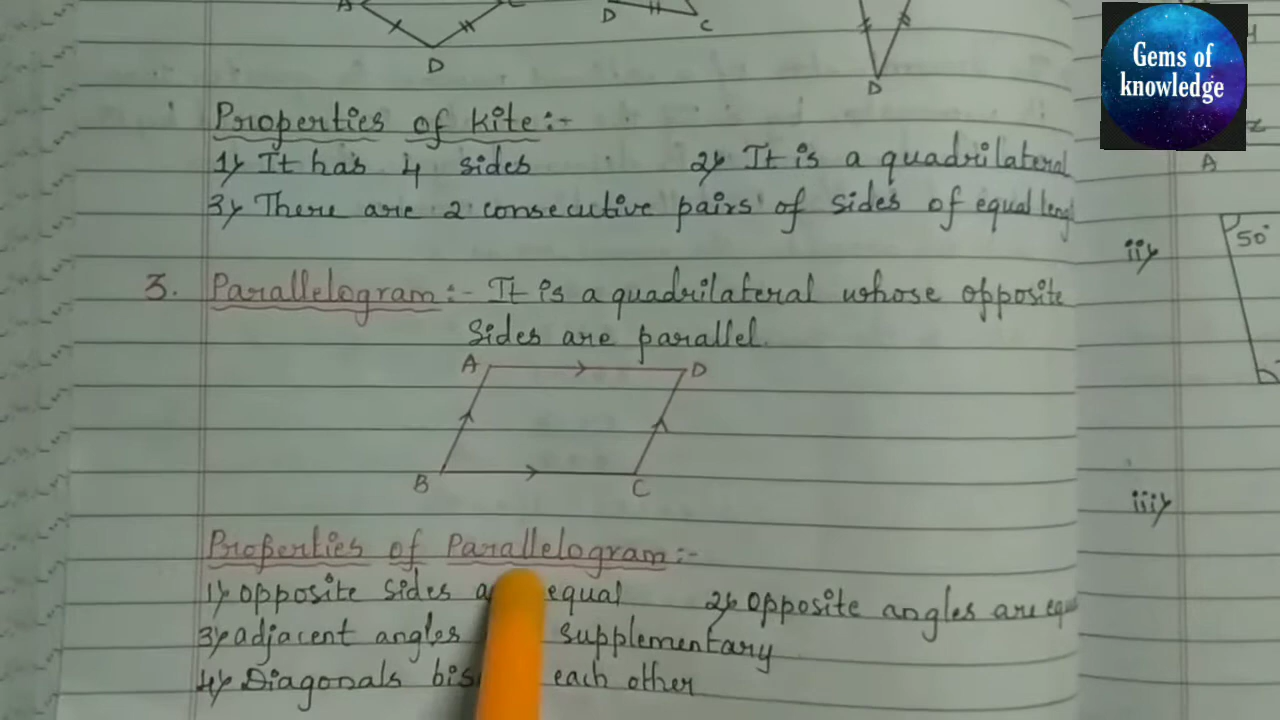 A
C
D
D
C
D
Gems of
knowledge
Properties of kite:-
1) It has 4 sides 2) It is a quadrilateral
3) There are 2 consecutive pairs of sides of equal
3. Parallelogram:- It is a quadrilateral whose opposite
sides are parallel.
A D
B C
Properties of Parallelogram:-
1) opposite sides equal 2) opposite angles are
3) adjacent angles supplementary
4) Diagonals each other
A
ii) 50°
iii)